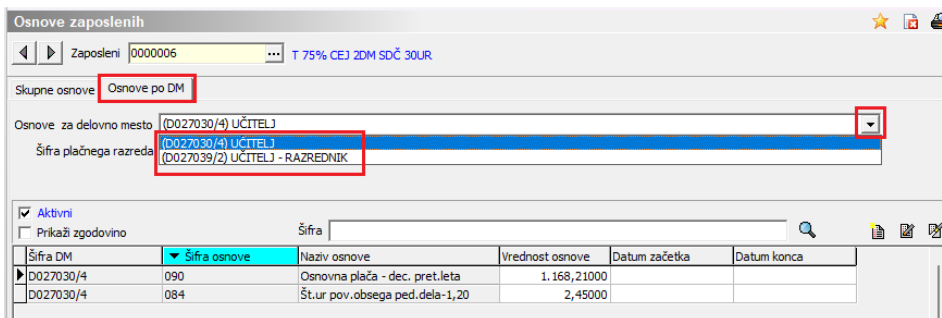 Osnove zaposlenih
Zaposleni 0000006 ... T 75% CEJ 2DM SDČ 30UR
Skupne osnove Osnove po DM
Osnove za delovno mesto (D027030/4) UČITELJ
(D027030/4) UČITELJ
Šifra plačnega razreda (D027039/2) UČITELJ - RAZREDNIK
Aktivni
Prikaži zgodovino Šifra
Šifra DM Šifra osnove Naziv osnove Vrednost osnove Datum začetka Datum konca
D027030/4 090 Osnovna plača - dec. pret.leta 1.168,21000
D027030/4 084 Št.ur pov.obsega ped.dela-1,20 2,45000